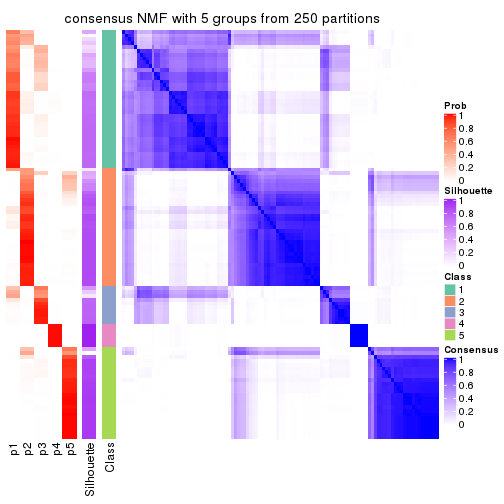 consensus NMF with 5 groups from 250 partitions
Prob
1
0.8
0.6
0.4
0.2
0
Silhouette
1
0.8
0.6
0.4
0.2
0
Class
1
2
3
4
5
Consensus
1
0.8
0.6
0.4
0.2
0
p1
p2
p3
p4
p5
Silhouette
Class